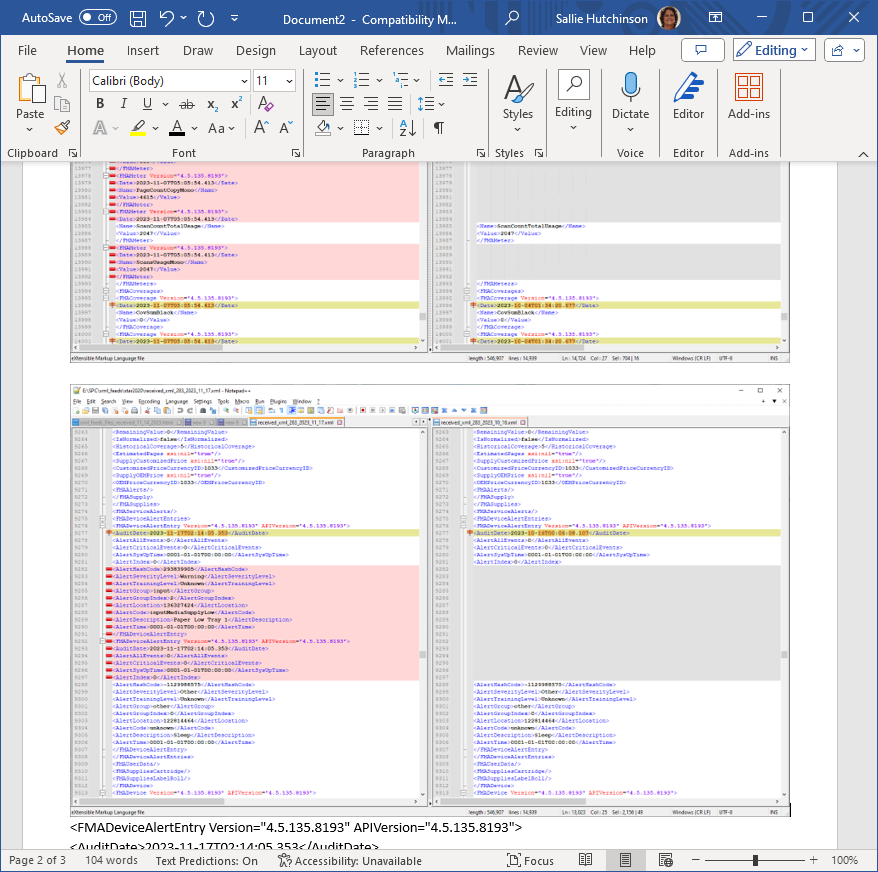 AutoSave Off Document2 - Compatibility M... Sallie Hutchinson
File Home Insert Draw Design Layout References Mailings Review View Help Editing
Calibri (Body) 11
Paste Styles Editing Dictate Editor Add-ins
Clipboard Font Paragraph Styles Voice Editor Add-ins
</FMAMeter>
<FMAMeter Version="4.5.135.8193">
<Date>2023-11-07T05:05:54.413</Date>
<Name>PageCountCopyMono</Name>
<Value>4615</Value>
</FMAMeter>
<FMAMeter Version="4.5.135.8193">
<Date>2023-11-07T05:05:54.413</Date>
<Name>ScanCountTotalUsage</Name>
<Value>2047</Value>
</FMAMeter>
<FMAMeter Version="4.5.135.8193">
<Date>2023-11-07T05:05:54.413</Date>
<Name>ScansUsageMono</Name>
<Value>2047</Value>
</FMAMeter>
</FMAMeters>
<FMACoverages>
<FMACoverage Version="4.5.135.8193">
<Date>2023-11-07T05:05:54.413</Date>
<Name>CovSumBlack</Name>
<Value>0</Value>
</FMACoverage>
<FMACoverage Version="4.5.135.8193">
<Date>2023-11-07T05:05:54.413</Date>
<Name>ScanCountTotalUsage</Name>
<Value>2047</Value>
</FMAMeter>
</FMAMeters>
<FMACoverages>
<FMACoverage Version="4.5.135.8193">
<Date>2023-10-04T01:34:20.677</Date>
<Name>CovSumBlack</Name>
<Value>0</Value>
</FMACoverage>
<FMACoverage Version="4.5.135.8193">
<Date>2023-10-04T01:34:20.677</Date>
eXtensible Markup Language file length : 546,907 lines : 14,939 Ln : 14,724 Col : 27 Sel : 704 | 16 Windows (CR LF) UTF-8 INS
E:\SPC\xml_feeds\star2020\received_xml_283_2023_11_17.xml - Notepad++
File Edit Search View Encoding Language Settings Tools Macro Run Plugins Window ?
received_xml_283_2023_11_17.xml received_xml_283_2023_10_16.xml
<RemainingValue>0</RemainingValue>
<IsNormalized>false</IsNormalized>
<HistoricalCoverage>5</HistoricalCoverage>
<EstimatedPages xsi:nil="true"/>
<SupplyCustomizedPrice xsi:nil="true"/>
<CustomizedPriceCurrencyID>1033</CustomizedPriceCurrencyID>
<SupplyOEMPrice xsi:nil="true"/>
<OEMPriceCurrencyID>1033</OEMPriceCurrencyID>
<FMAAlerts/>
</FMASupply>
</FMASupplies>
<FMAServiceAlerts/>
<FMADeviceAlertEntries>
<FMADeviceAlertEntry Version="4.5.135.8193" APIVersion="4.5.135.8193">
<AuditDate>2023-11-17T02:14:05.353</AuditDate>
<AlertAllEvents>0</AlertAllEvents>
<AlertCriticalEvents>0</AlertCriticalEvents>
<AlertSysUpTime>0001-01-01T00:00:00</AlertSysUpTime>
<AlertIndex>0</AlertIndex>
<AlertHashCode>293839905</AlertHashCode>
<AlertSeverityLevel>Warning</AlertSeverityLevel>
<AlertTrainingLevel>Unknown</AlertTrainingLevel>
<AlertGroup>input</AlertGroup>
<AlertGroupIndex>2</AlertGroupIndex>
<AlertLocation>136327424</AlertLocation>
<AlertCode>inputMediaSupplyLow</AlertCode>
<AlertDescription>Paper Low Tray 1</AlertDescription>
<AlertTime>0001-01-01T00:00:00</AlertTime>
</FMADeviceAlertEntry>
<FMADeviceAlertEntry Version="4.5.135.8193" APIVersion="4.5.135.8193">
<AuditDate>2023-11-17T02:14:05.353</AuditDate>
<AlertAllEvents>0</AlertAllEvents>
<AlertCriticalEvents>0</AlertCriticalEvents>
<AlertSysUpTime>0001-01-01T00:00:00</AlertSysUpTime>
<AlertIndex>0</AlertIndex>
<AlertHashCode>-1129988575</AlertHashCode>
<AlertSeverityLevel>Other</AlertSeverityLevel>
<AlertTrainingLevel>Unknown</AlertTrainingLevel>
<AlertGroup>other</AlertGroup>
<AlertGroupIndex>0</AlertGroupIndex>
<AlertLocation>122814464</AlertLocation>
<AlertCode>unknown</AlertCode>
<AlertDescription>Sleep</AlertDescription>
<AlertTime>0001-01-01T00:00:00</AlertTime>
</FMADeviceAlertEntry>
</FMADeviceAlertEntries>
<FMAUserData/>
<FMASuppliesCartridge/>
<FMASuppliesLabelRoll/>
</FMADevice>
<FMADevice Version="4.5.135.8193" APIVersion="4.5.135.8193">
<RemainingValue>0</RemainingValue>
<IsNormalized>false</IsNormalized>
<HistoricalCoverage>5</HistoricalCoverage>
<EstimatedPages xsi:nil="true"/>
<SupplyCustomizedPrice xsi:nil="true"/>
<CustomizedPriceCurrencyID>1033</CustomizedPriceCurrencyID>
<SupplyOEMPrice xsi:nil="true"/>
<OEMPriceCurrencyID>1033</OEMPriceCurrencyID>
<FMAAlerts/>
</FMASupply>
</FMASupplies>
<FMAServiceAlerts/>
<FMADeviceAlertEntries>
<FMADeviceAlertEntry Version="4.5.135.8193" APIVersion="4.5.135.8193">
<AlertAllEvents>0</AlertAllEvents>
<AlertCriticalEvents>0</AlertCriticalEvents>
<AlertSysUpTime>0001-01-01T00:00:00</AlertSysUpTime>
<AlertIndex>0</AlertIndex>
<AlertHashCode>-1129988575</AlertHashCode>
<AlertSeverityLevel>Other</AlertSeverityLevel>
<AlertTrainingLevel>Unknown</AlertTrainingLevel>
<AlertGroup>other</AlertGroup>
<AlertGroupIndex>0</AlertGroupIndex>
<AlertLocation>122814464</AlertLocation>
<AlertCode>unknown</AlertCode>
<AlertDescription>Sleep</AlertDescription>
<AlertTime>0001-01-01T00:00:00</AlertTime>
</FMADeviceAlertEntry>
</FMADeviceAlertEntries>
<FMAUserData/>
<FMASuppliesCartridge/>
<FMASuppliesLabelRoll/>
</FMADevice>
<FMADevice Version="4.5.135.8193" APIVersion="4.5.135.8193">
eXtensible Markup Language file length : 546,907 lines : 14,939 Ln : 13,023 Col : 25 Sel : 2,156 | 49 Windows (CR LF) UTF-8 INS
<FMADeviceAlertEntry Version="4.5.135.8193" APIVersion="4.5.135.8193">
<AuditDate>2023-11-17T02:14:05.353</AuditDate>
Page 2 of 3 104 words Text Predictions: On Accessibility: Unavailable Focus 100%